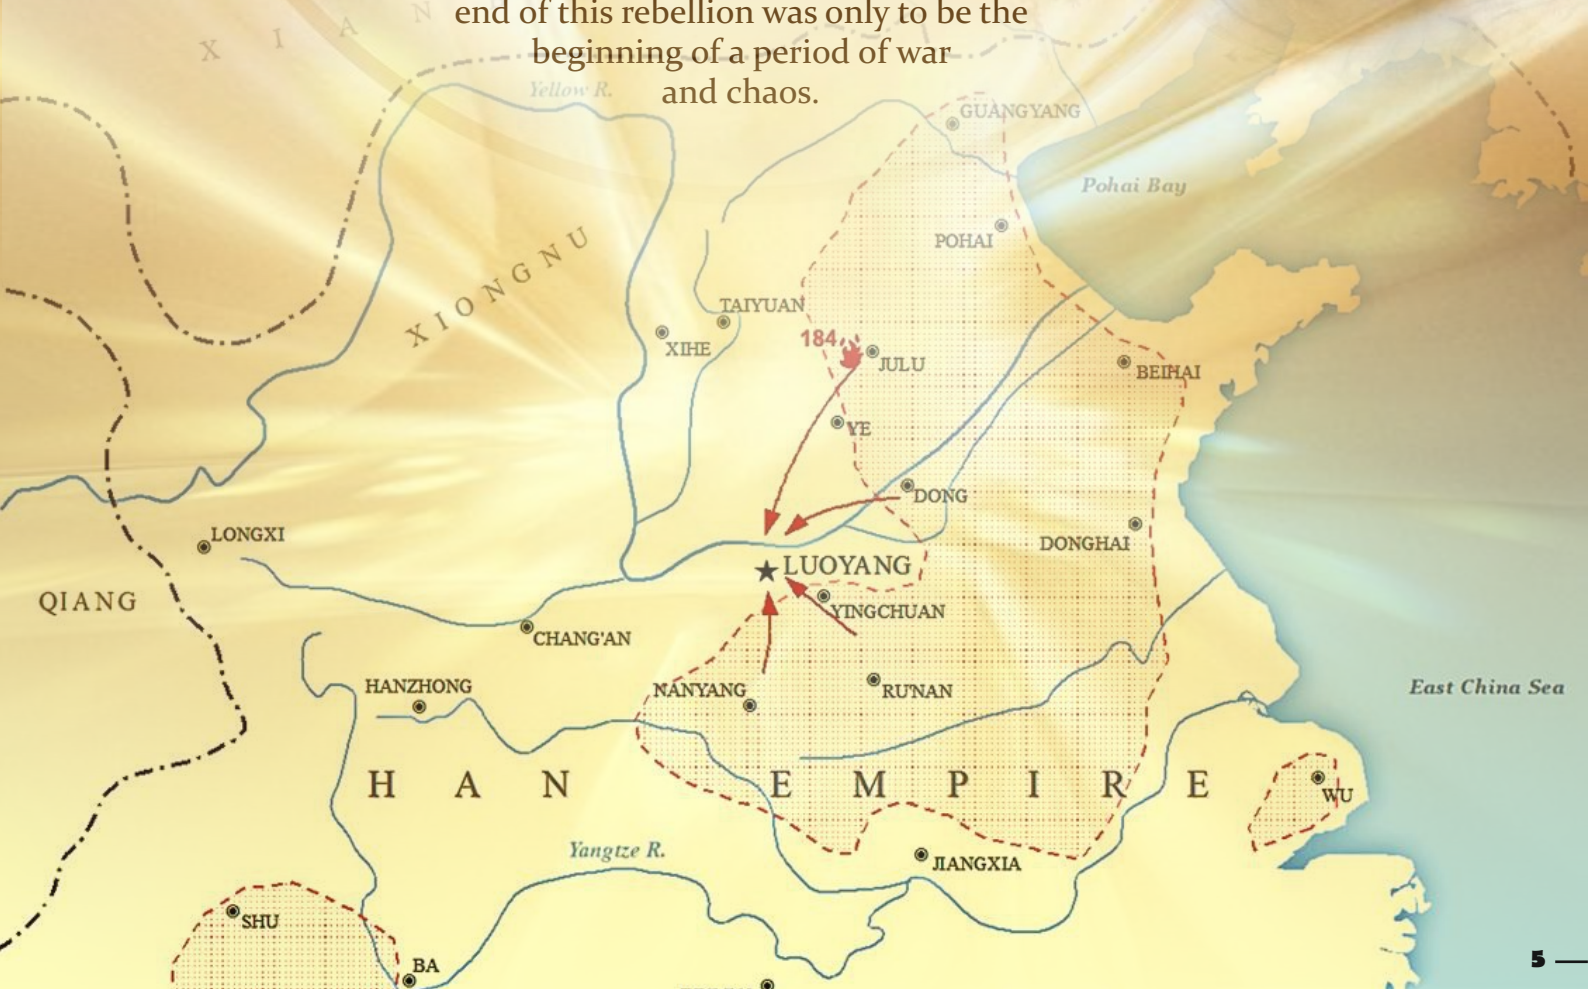 end of this rebellion was only to be the
beginning of a period of war
and chaos.
X I A N
Yellow R.
GUANGYANG
Pohai Bay
POHAI
XIONGNU
TAIYUAN
XIHE
184
JULU
BEIHAI
YE
DONG
LONGXI
DONGHAI
LUOYANG
QIANG
YINGCHUAN
CHANG'AN
HANZHONG
NANYANG
RU'NAN
East China Sea
HAN EMPIRE
WU
Yangtze R.
JIANGXIA
SHU
BA
5